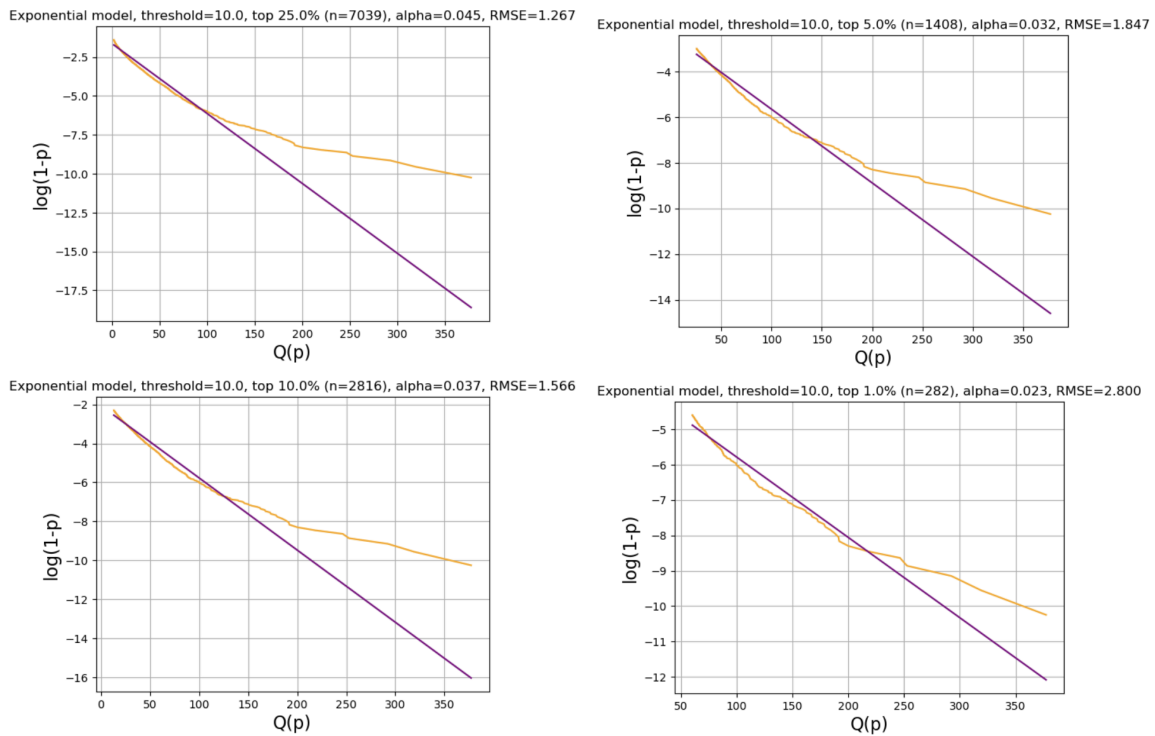 Exponential model, threshold=10.0, top 25.0% (n=7039), alpha=0.045, RMSE=1.267
−2.5
−5.0
−7.5
−10.0
−12.5
−15.0
−17.5
log(1-p)
0 50 100 150 200 250 300 350
Q(p)
Exponential model, threshold=10.0, top 5.0% (n=1408), alpha=0.032, RMSE=1.847
−4
−6
−8
−10
−12
−14
log(1-p)
50 100 150 200 250 300 350
Q(p)
Exponential model, threshold=10.0, top 10.0% (n=2816), alpha=0.037, RMSE=1.566
−2
−4
−6
−8
−10
−12
−14
−16
log(1-p)
0 50 100 150 200 250 300 350
Q(p)
Exponential model, threshold=10.0, top 1.0% (n=282), alpha=0.023, RMSE=2.800
−5
−6
−7
−8
−9
−10
−11
−12
log(1-p)
50 100 150 200 250 300 350
Q(p)